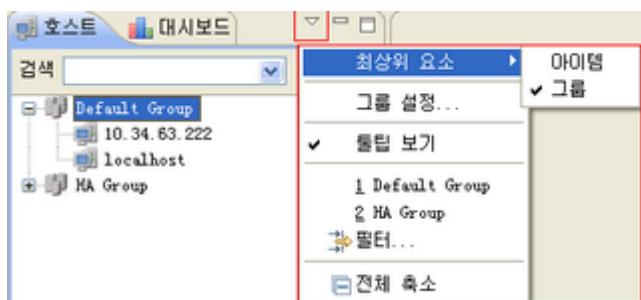 호스트
대시보드
검색
Default Group
10.34.63.222
localhost
HA Group
최상위 요소
그룹 설정...
툴팁 보기
1 Default Group
2 HA Group
필터...
전체 축소
아이템
그룹